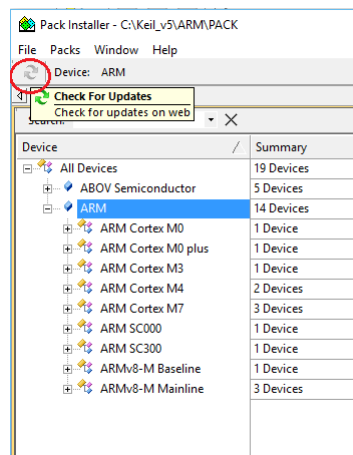 Pack Installer - C:\Keil_v5\ARM\PACK
File Packs Window Help
Device: ARM
Check For Updates
Check for updates on web
Search:
Device / Summary
All Devices 19 Devices
ABOV Semiconductor 5 Devices
ARM 14 Devices
ARM Cortex M0 1 Device
ARM Cortex M0 plus 1 Device
ARM Cortex M3 1 Device
ARM Cortex M4 2 Devices
ARM Cortex M7 3 Devices
ARM SC000 1 Device
ARM SC300 1 Device
ARMv8-M Baseline 1 Device
ARMv8-M Mainline 3 Devices